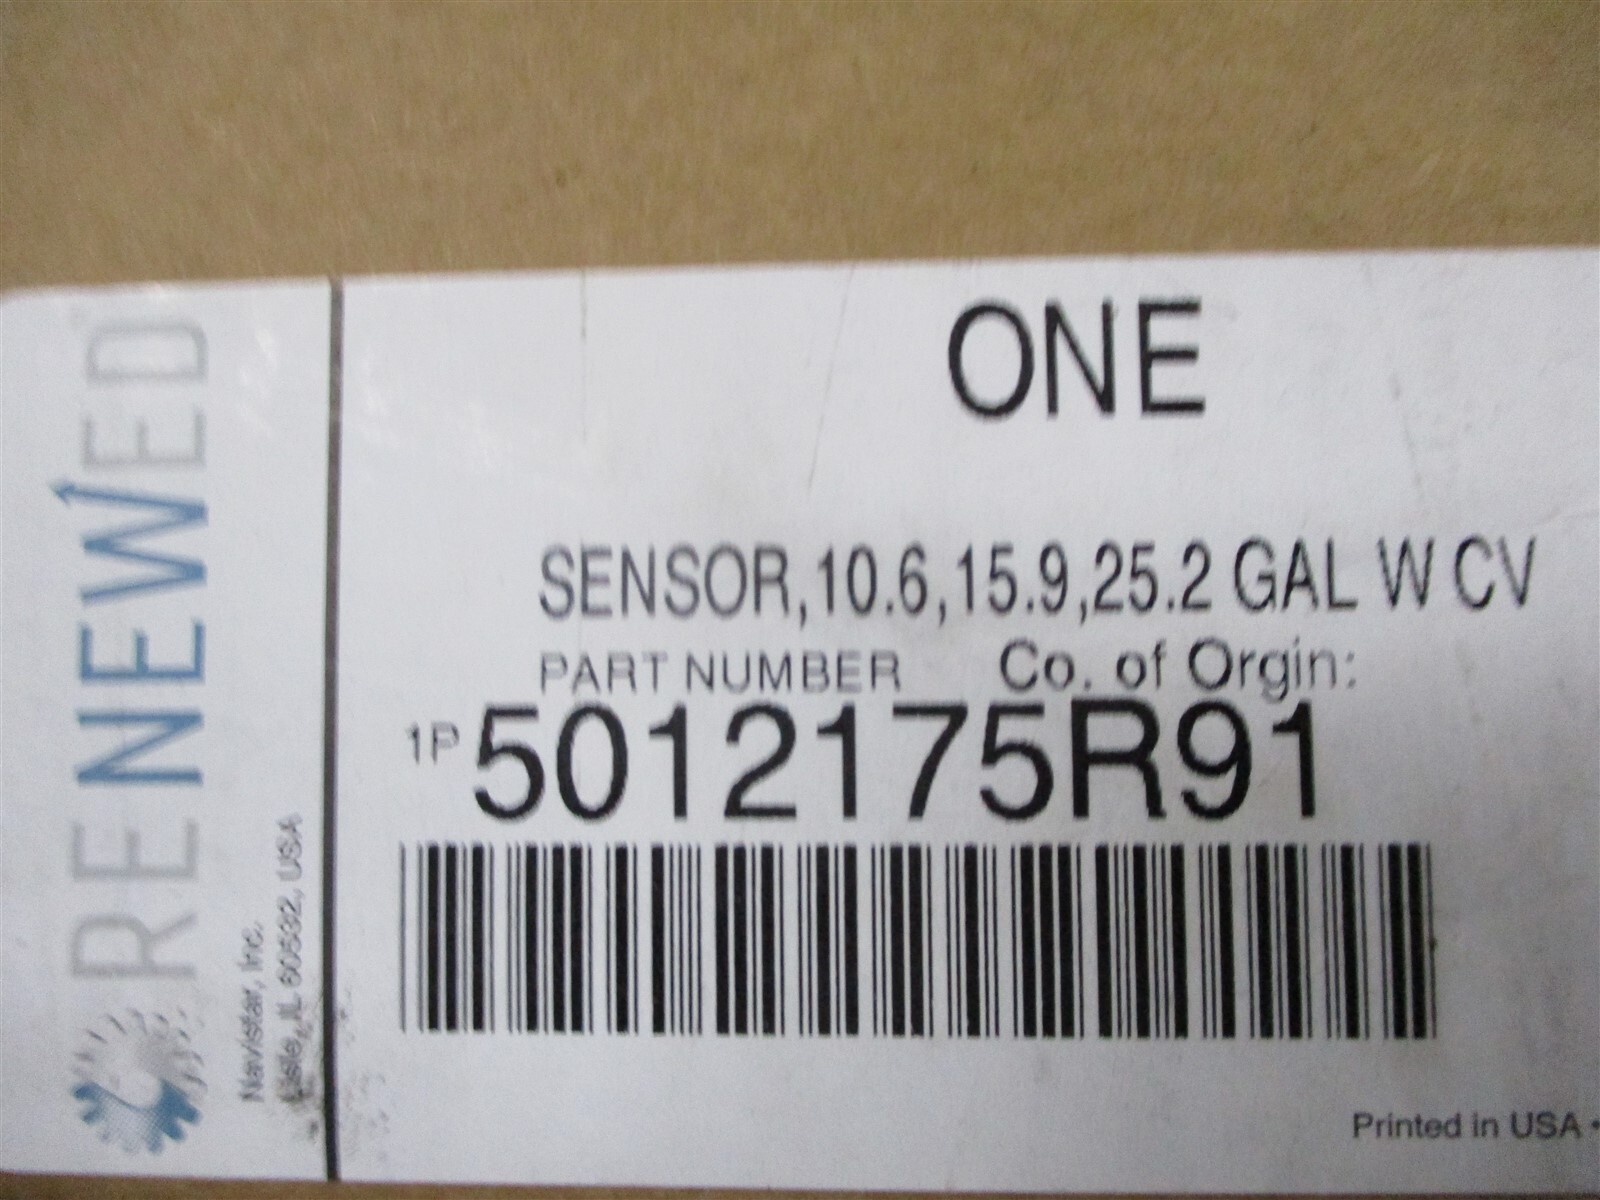 ONE
SENSOR,10.6,15.9,25.2 GAL W CV
PART NUMBER Co. of Orgin:
1P 5012175R91
Printed in USA •
RENEWED
Navistar, Inc.
Lisle, IL 60532, USA